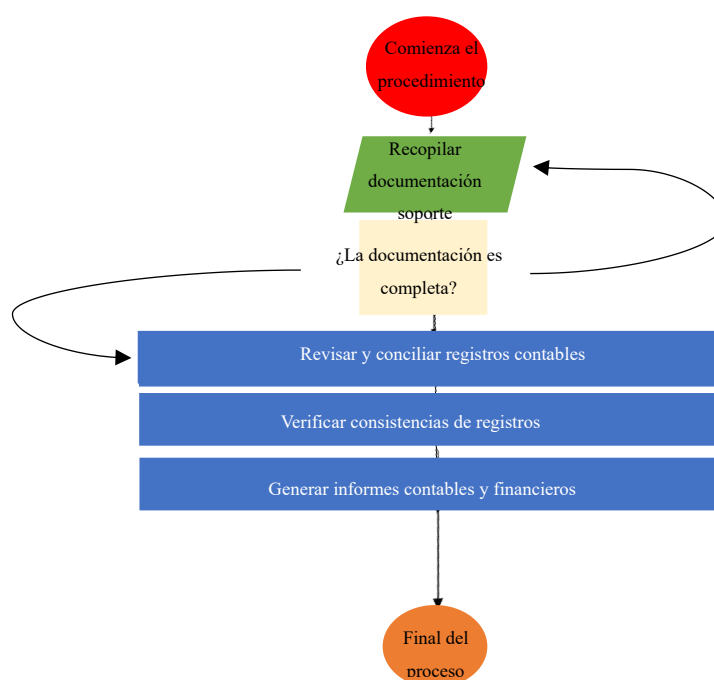 Comienza el
procedimiento
Recopilar
documentación
soporte
¿La documentación es
completa?
Revisar y conciliar registros contables
Verificar consistencias de registros
Generar informes contables y financieros
Final del
proceso